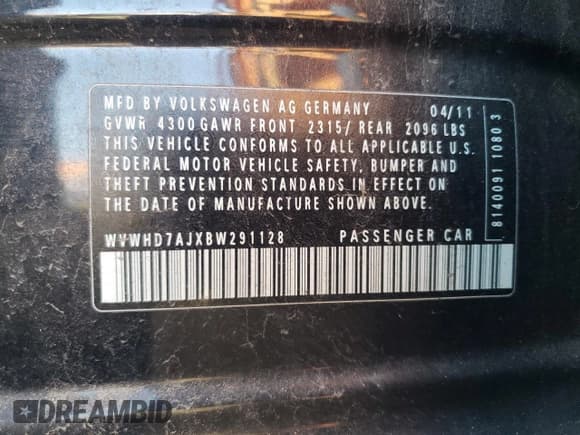 MFD BY VOLKSWAGEN AG GERMANY 04/11
GVWR 4300 GAWR FRONT 2315/ REAR 2096 LBS
THIS VEHICLE CONFORMS TO ALL APPLICABLE U.S.
FEDERAL MOTOR VEHICLE SAFETY, BUMPER AND
THEFT PREVENTION STANDARDS IN EFFECT ON
THE DATE OF MANUFACTURE SHOWN ABOVE.
WVWHD7AJXBW291128 PASSENGER CAR
8140091 1080 3
DREAMBID